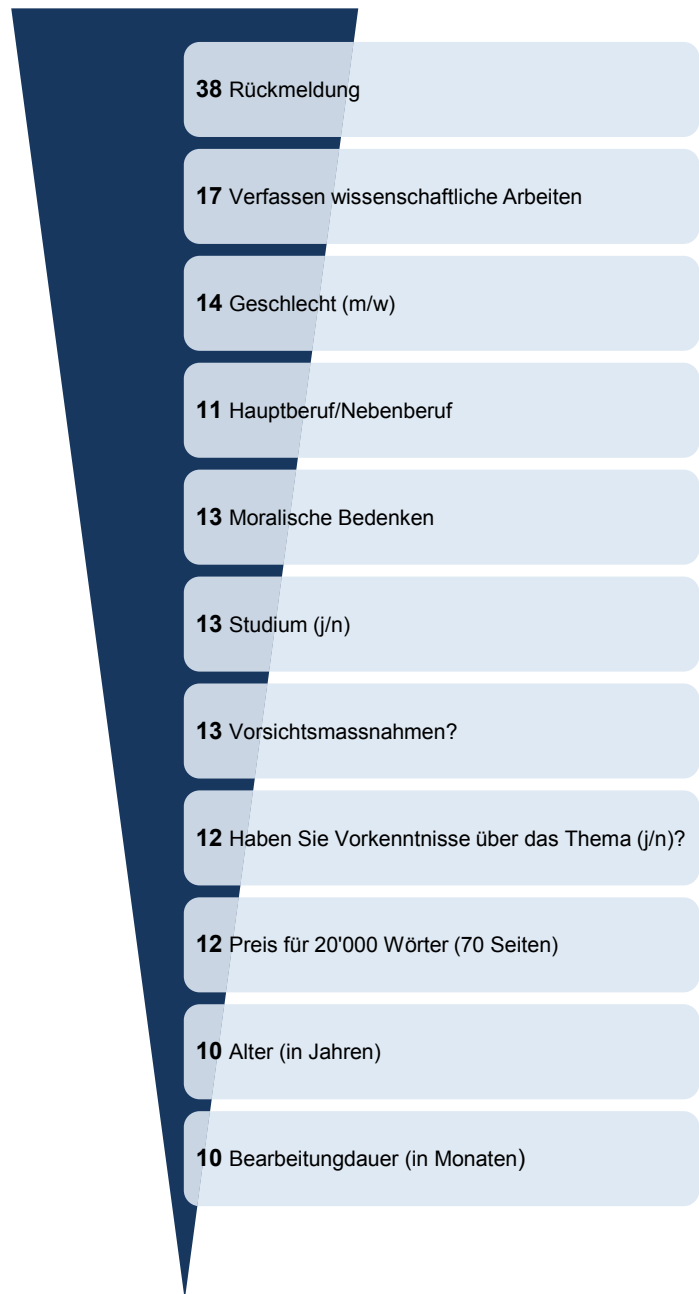 38 Rückmeldung
17 Verfassen wissenschaftliche Arbeiten
14 Geschlecht (m/w)
11 Hauptberuf/Nebenberuf
13 Moralische Bedenken
13 Studium (j/n)
13 Vorsichtsmassnahmen?
12 Haben Sie Vorkenntnisse über das Thema (j/n)?
12 Preis für 20'000 Wörter (70 Seiten)
10 Alter (in Jahren)
10 Bearbeitungdauer (in Monaten)